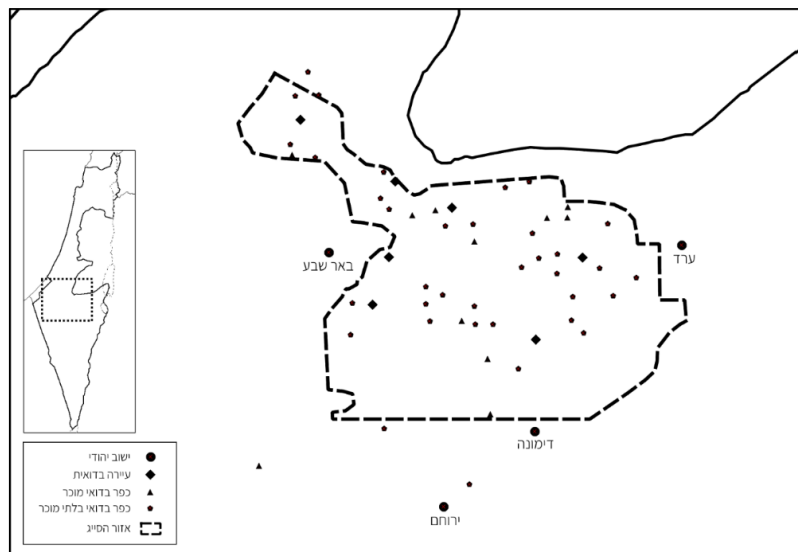 באר שבע
ערד
דימונה
ירוחם
ישוב יהודי
עיירה בדואית
כפר בדואי מוכר
כפר בדואי בלתי מוכר
אזור הסייג